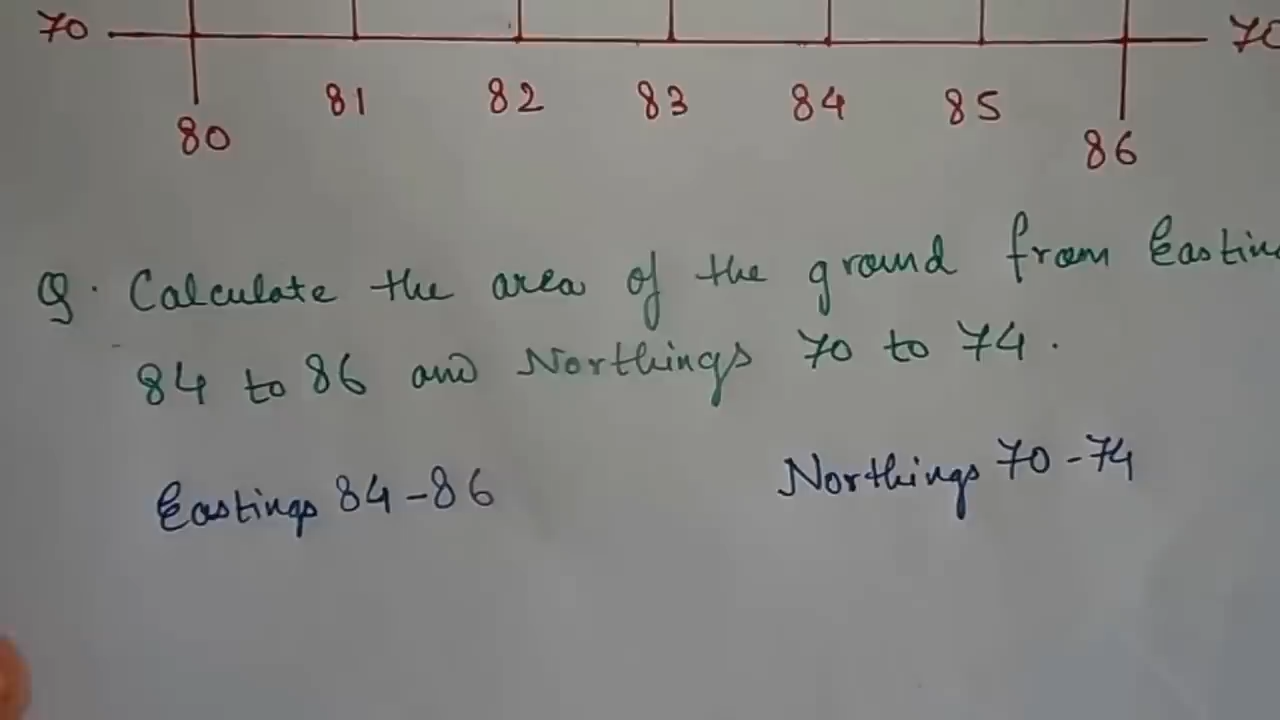 70 70
81 82 83 84 85
80 86
Q. Calculate the area of the ground from Eastin
84 to 86 and Northings 70 to 74.
Eastings 84-86 Northings 70-74